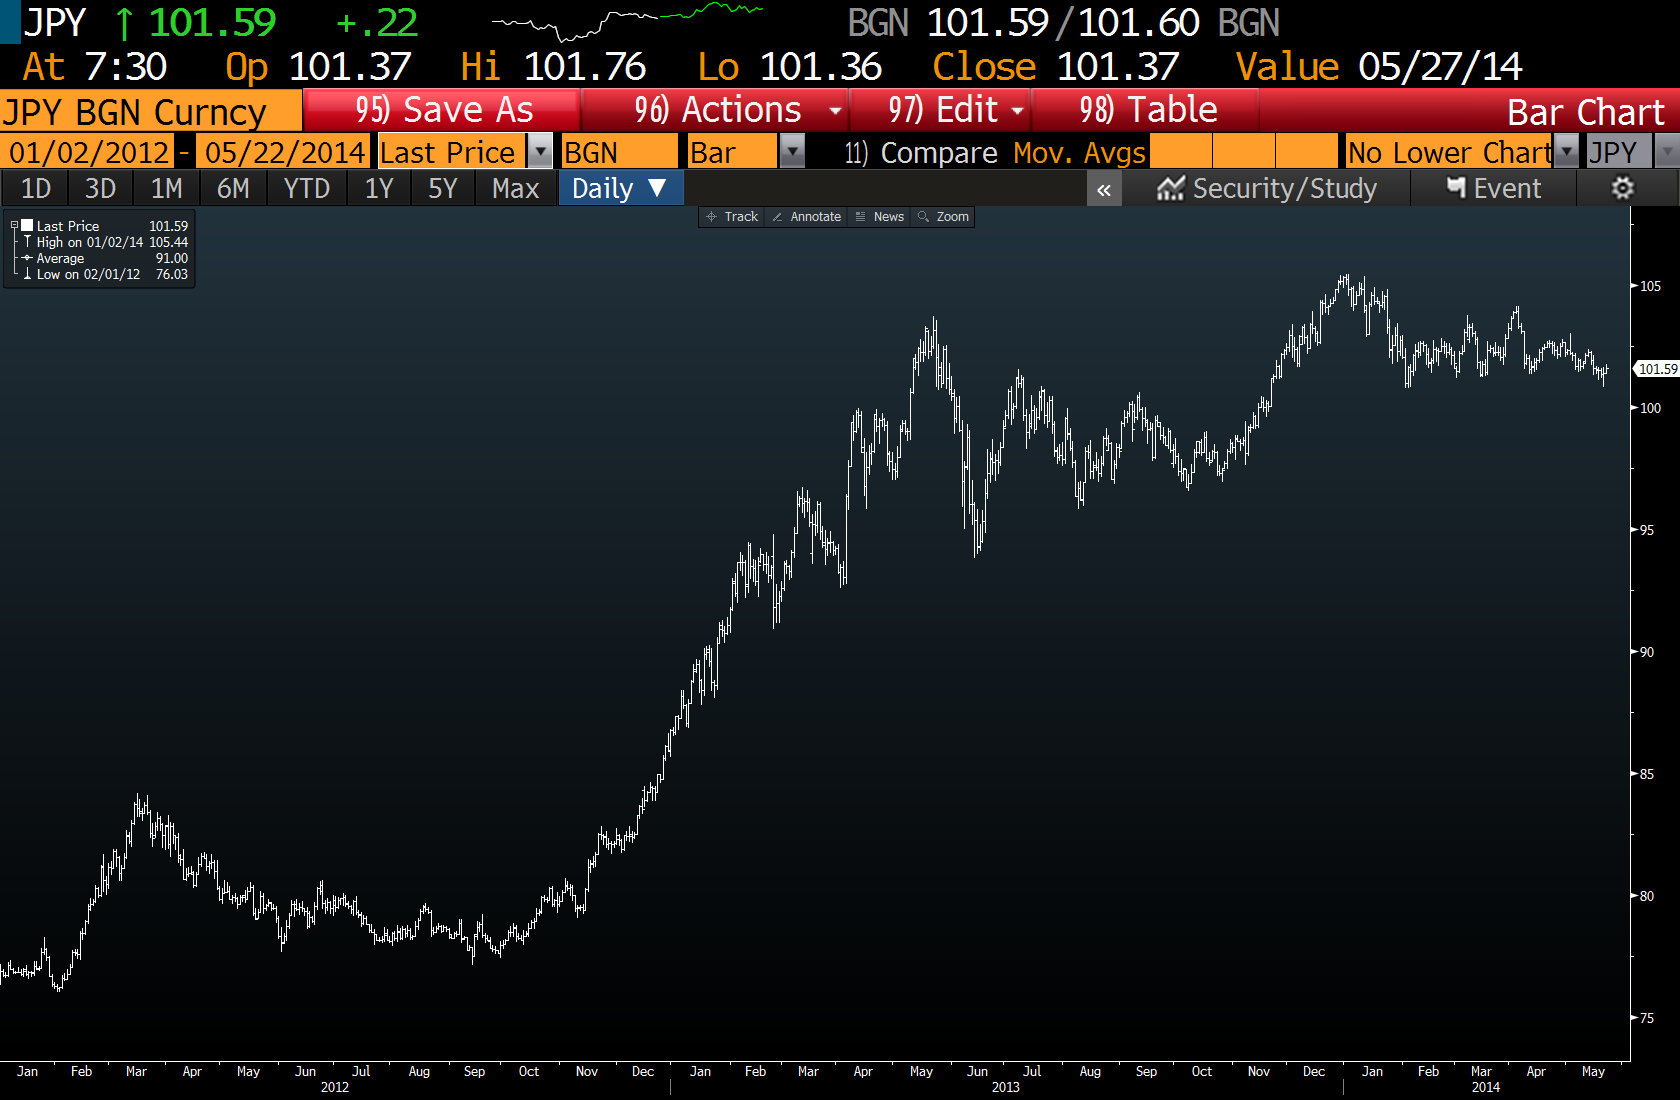 JPY ↑ 101.59 +.22 BGN 101.59/101.60 BGN
At 7:30 Op 101.37 Hi 101.76 Lo 101.36 Close 101.37 Value 05/27/14
JPY BGN Curncy 95) Save As 96) Actions 97) Edit 98) Table Bar Chart
01/02/2012 - 05/22/2014 Last Price BGN Bar 11) Compare Mov. Avgs No Lower Chart JPY
1D 3D 1M 6M YTD 1Y 5Y Max Daily ▼ « Security/Study Event
Track Annotate News Zoom
Last Price 101.59
High on 01/02/14 105.44
Average 91.00
Low on 02/01/12 76.03
105
101.59
100
95
90
85
80
75
Jan Feb Mar Apr May Jun Jul Aug Sep Oct Nov Dec Jan Feb Mar Apr May Jun Jul Aug Sep Oct Nov Dec Jan Feb Mar Apr May
2012 2013 2014